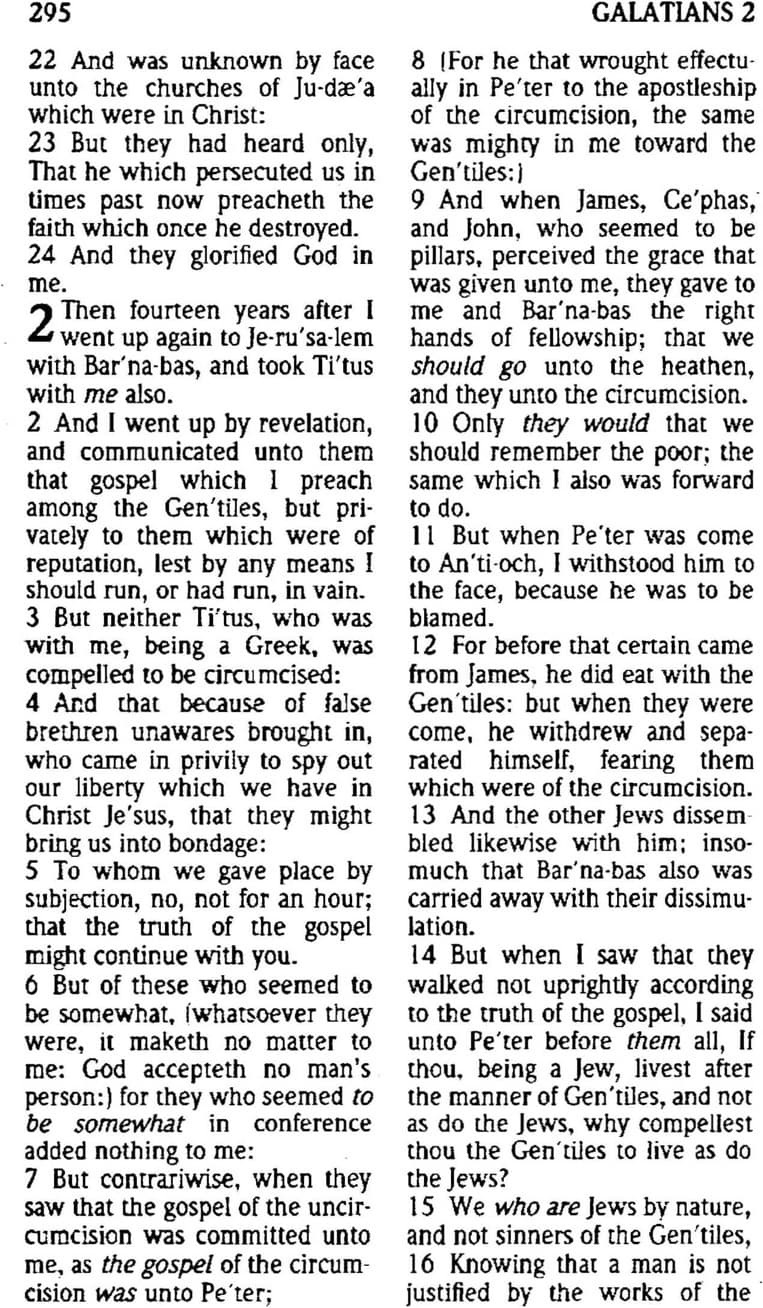 295
GALATIANS 2
22 And was unknown by face
unto the churches of Ju-dæ'a
which were in Christ:
23 But they had heard only,
That he which persecuted us in
times past now preacheth the
faith which once he destroyed.
24 And they glorified God in
me.
2 Then fourteen years after I
went up again to Je-ru'sa-lem
with Bar'na-bas, and took Ti'tus
with me also.
2 And I went up by revelation,
and communicated unto them
that gospel which I preach
among the Gen'tiles, but pri-
vately to them which were of
reputation, lest by any means I
should run, or had run, in vain.
3 But neither Ti'tus, who was
with me, being a Greek, was
compelled to be circumcised:
4 And that because of false
brethren unawares brought in,
who came in privily to spy out
our liberty which we have in
Christ Je'sus, that they might
bring us into bondage:
5 To whom we gave place by
subjection, no, not for an hour;
that the truth of the gospel
might continue with you.
6 But of these who seemed to
be somewhat, (whatsoever they
were, it maketh no matter to
me: God accepteth no man's
person:) for they who seemed to
be somewhat in conference
added nothing to me:
7 But contrariwise, when they
saw that the gospel of the uncir-
cumcision was committed unto
me, as the gospel of the circum-
cision was unto Pe'ter;
8 (For he that wrought effectu-
ally in Pe'ter to the apostleship
of the circumcision, the same
was mighty in me toward the
Gen'tiles:)
9 And when James, Ce'phas,
and John, who seemed to be
pillars, perceived the grace that
was given unto me, they gave to
me and Bar'na-bas the right
hands of fellowship; that we
should go unto the heathen,
and they unto the circumcision.
10 Only they would that we
should remember the poor; the
same which I also was forward
to do.
11 But when Pe'ter was come
to An'ti-och, I withstood him to
the face, because he was to be
blamed.
12 For before that certain came
from James, he did eat with the
Gen'tiles: but when they were
come, he withdrew and sepa-
rated himself, fearing them
which were of the circumcision.
13 And the other Jews dissem-
bled likewise with him; inso-
much that Bar'na-bas also was
carried away with their dissimu-
lation.
14 But when I saw that they
walked not uprightly according
to the truth of the gospel, I said
unto Pe'ter before them all, If
thou, being a Jew, livest after
the manner of Gen'tiles, and not
as do the Jews, why compellest
thou the Gen'tiles to live as do
the Jews?
15 We who are Jews by nature,
and not sinners of the Gen'tiles,
16 Knowing that a man is not
justified by the works of the